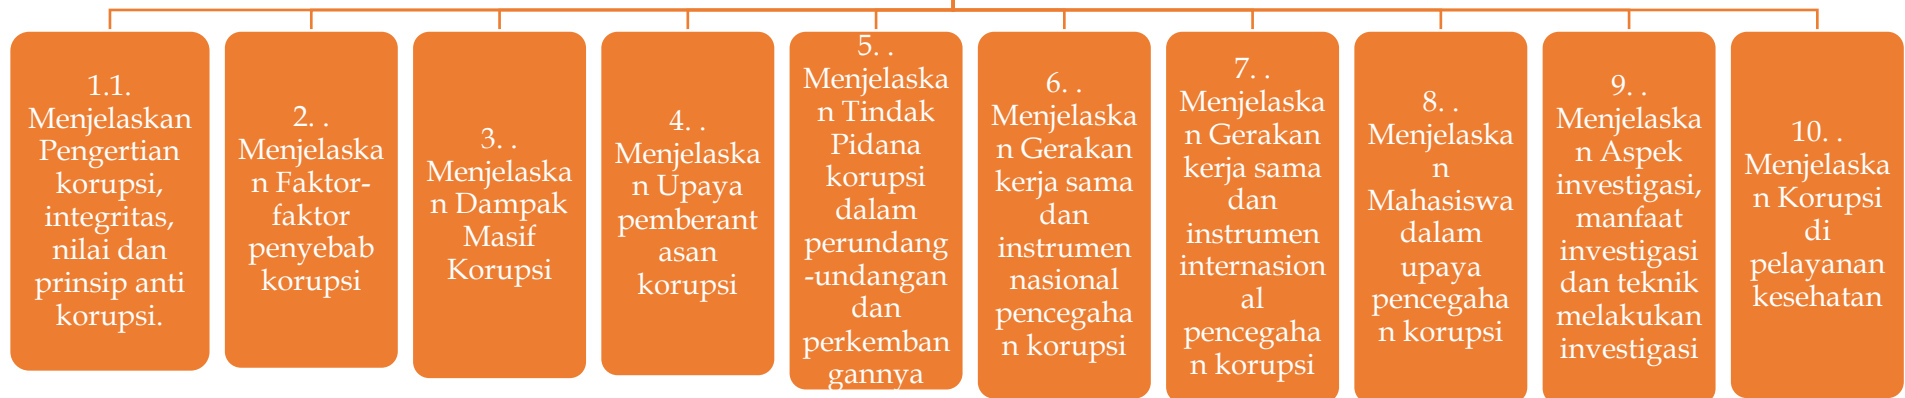 1.1.
Menjelaskan
Pengertian
korupsi,
integritas,
nilai dan
prinsip anti
korupsi.
2. .
Menjelaska
n Faktor-
faktor
penyebab
korupsi
3. .
Menjelaska
n Dampak
Masif
Korupsi
4. .
Menjelaska
n Upaya
pemberant
asan
korupsi
5. .
Menjelaska
n Tindak
Pidana
korupsi
dalam
perundang
-undangan
dan
perkemban
gannya
6. .
Menjelaska
n Gerakan
kerja sama
dan
instrumen
nasional
pencegaha
n korupsi
7. .
Menjelaska
n Gerakan
kerja sama
dan
instrumen
internasion
al
pencegaha
n korupsi
8. .
Menjelaska
n
Mahasiswa
dalam
upaya
pencegaha
n korupsi
9. .
Menjelaska
n Aspek
investigasi,
manfaat
investigasi
dan teknik
melakukan
investigasi
10. .
Menjelaska
n Korupsi
di
pelayanan
kesehatan